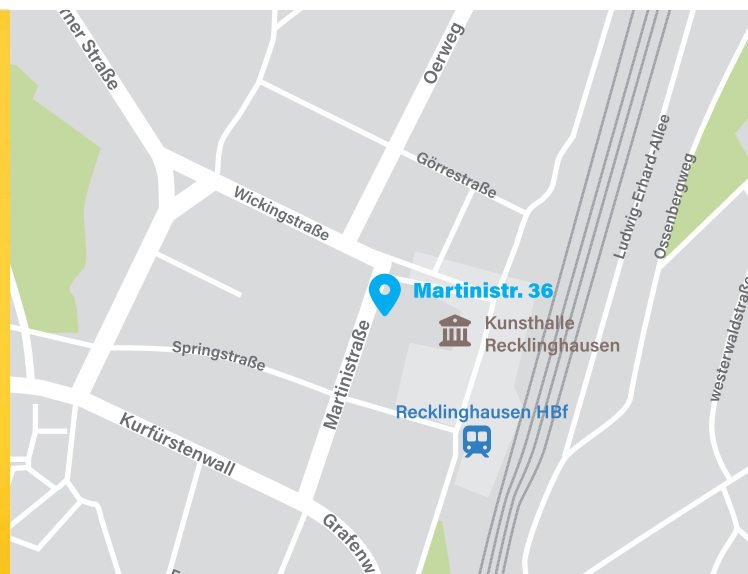 rner Straße
Oerweg
Görrestraße
Wickingstraße
Ludwig-Erhard-Allee
Ossenbergweg
Martinistr. 36
Kunsthalle
Recklinghausen
westerwaldstraße
Springstraße
Martinistraße
Recklinghausen HBf
Kurfürstenwall
Grafenw